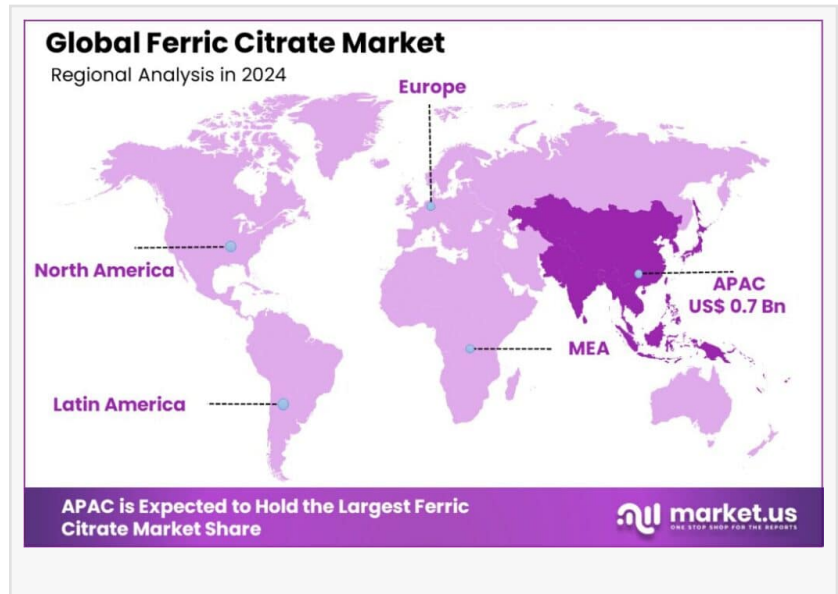 Global Ferric Citrate Market
Regional Analysis in 2024
Europe
North America
APAC
US$ 0.7 Bn
MEA
Latin America
APAC is Expected to Hold the Largest Ferric
Citrate Market Share
market.us
ONE STOP SHOP FOR THE REPORTS